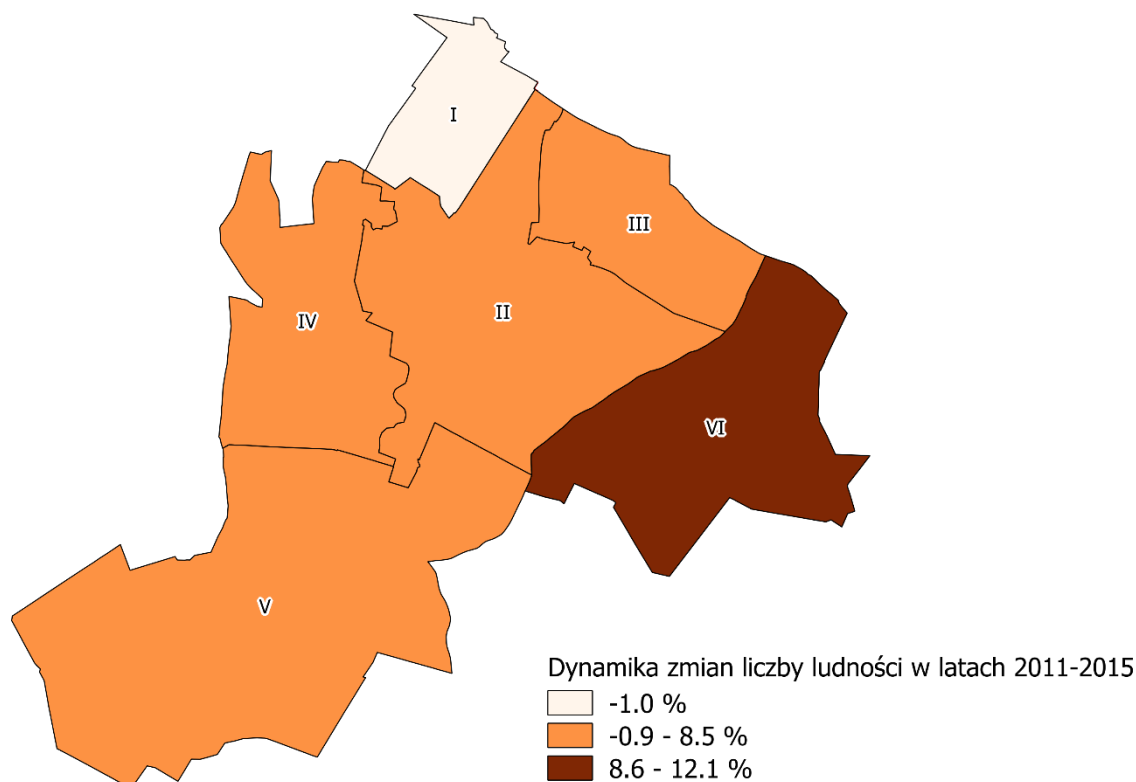 I
III
II
IV
VI
V
Dynamika zmian liczby ludności w latach 2011-2015
-1.0 %
-0.9 - 8.5 %
8.6 - 12.1 %